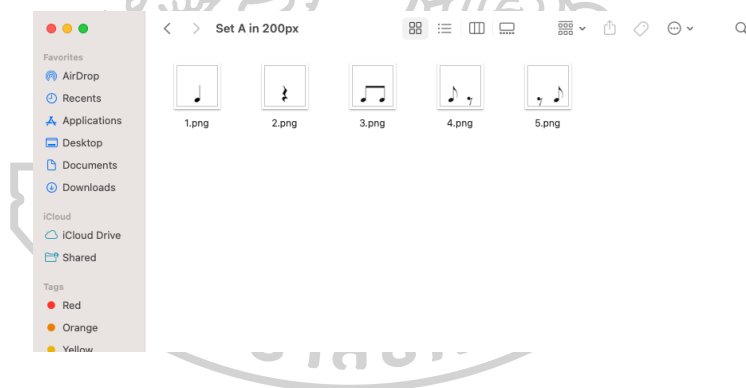 Set A in 200px
Favorites
AirDrop
Recents
Applications
Desktop
Documents
Downloads
iCloud
iCloud Drive
Shared
Tags
Red
Orange
Yellow
1.png
2.png
3.png
4.png
5.png